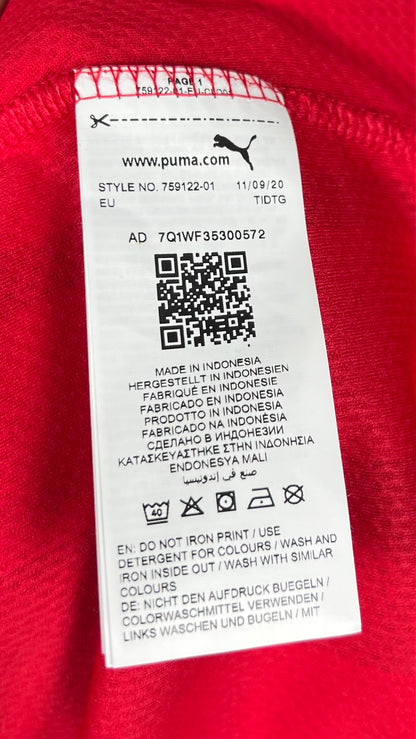 PAGE 1
759122-01-EU
www.puma.com
STYLE NO. 759122-01 11/09/20
EU TIDTG
AD 7Q1WF35300572
MADE IN INDONESIA
HERGESTELLT IN INDONESIEN
FABRIQUÉ EN INDONESIE
FABRICADO EN INDONESIA
PRODOTTO IN INDONESIA
FABRICADO NA INDONÉSIA
СДЕЛАНО В ИНДОНЕЗИИ
ΚΑΤΑΣΚΕΥΑΣΤΗΚΕ ΣΤΗΝ ΙΝΔΟΝΗΣΙΑ
ENDONESYA MALI
صنع في إندونيسيا
40
EN: DO NOT IRON PRINT / USE
DETERGENT FOR COLOURS / WASH AND
IRON INSIDE OUT / WASH WITH SIMILAR
COLOURS
DE: NICHT DEN AUFDRUCK BUEGELN /
COLORWASCHMITTEL VERWENDEN /
LINKS WASCHEN UND BUGELN / MIT